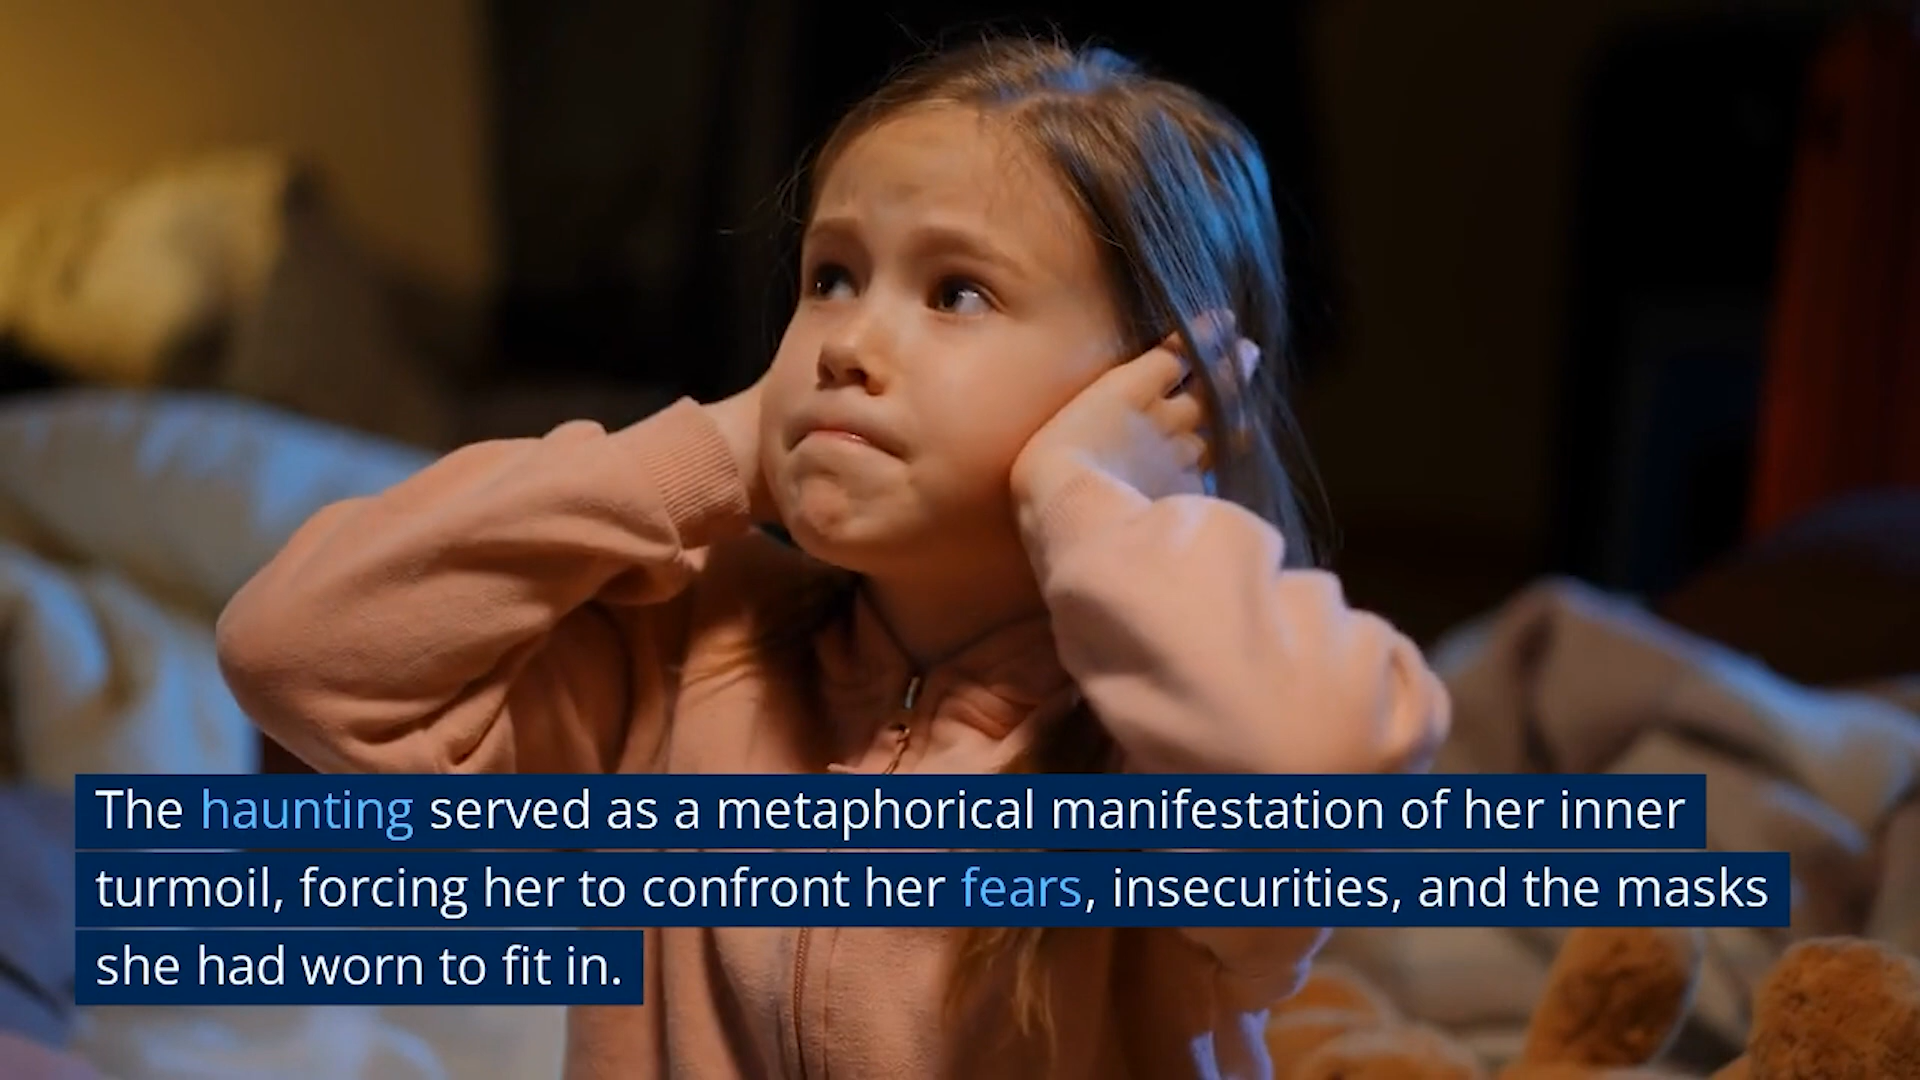 The haunting served as a metaphorical manifestation of her inner
turmoil, forcing her to confront her fears, insecurities, and the masks
she had worn to fit in.